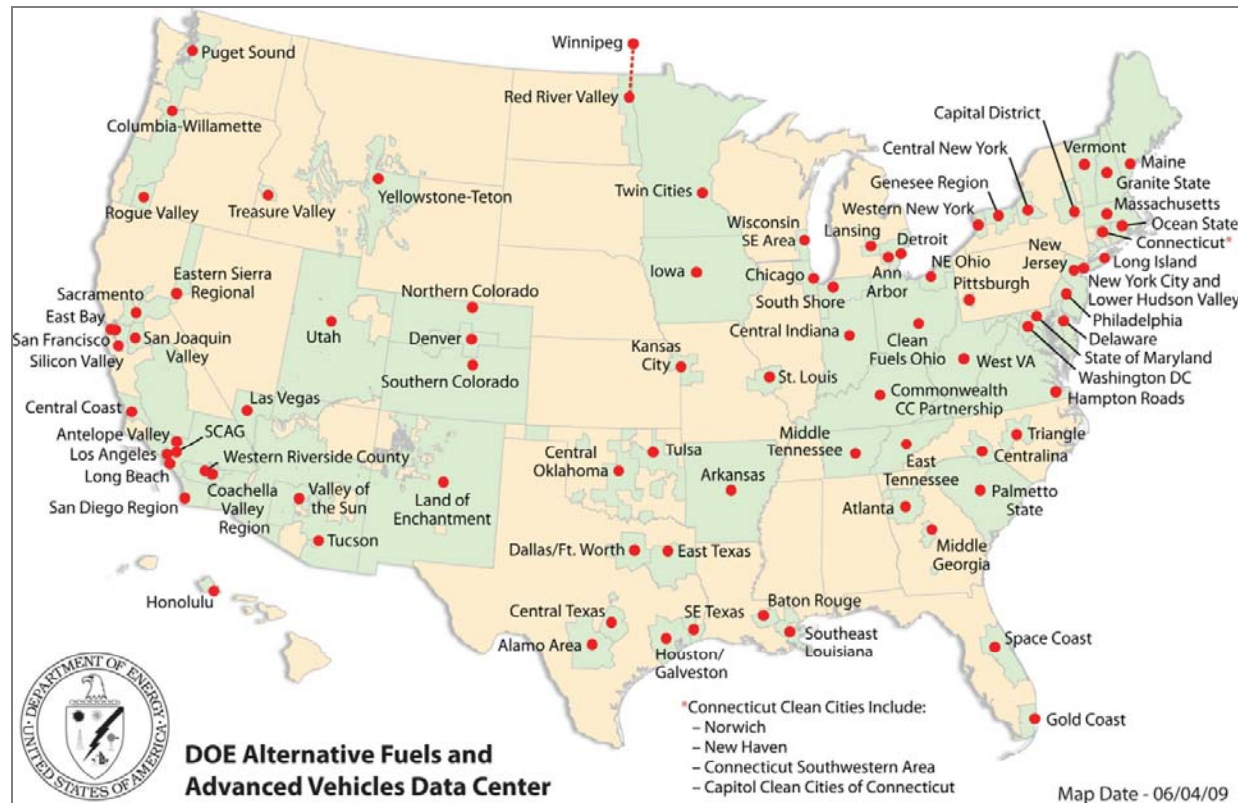 Winnipeg
Puget Sound
Red River Valley
Columbia-Willamette
Capital District
Central New York
Vermont
Maine
Genesee Region
Granite State
Twin Cities
Yellowstone-Teton
Treasure Valley
Rogue Valley
Western New York
Massachusetts
Wisconsin
SE Area
Lansing
Ocean State
Detroit
Connecticut*
New
Jersey
Long Island
Iowa
Chicago
Ann
Arbor
NE Ohio
Pittsburgh
New York City and
Lower Hudson Valley
Eastern Sierra
Regional
Sacramento
Northern Colorado
South Shore
East Bay
Utah
Philadelphia
San Francisco
San Joaquin
Valley
Denver
Central Indiana
Clean
Fuels Ohio
Delaware
Silicon Valley
Kansas
City
West VA
State of Maryland
Southern Colorado
St. Louis
Washington DC
Central Coast
Las Vegas
Commonwealth
CC Partnership
Hampton Roads
Antelope Valley
SCAG
Middle
Tennessee
Triangle
Los Angeles
Western Riverside County
Central
Oklahoma
Tulsa
Centralina
Long Beach
Arkansas
East
Tennessee
Coachella
Valley
Region
Valley of
the Sun
Land of
Enchantment
Palmetto
State
San Diego Region
Atlanta
Tucson
Dallas/Ft. Worth
East Texas
Middle
Georgia
Honolulu
Central Texas
SE Texas
Baton Rouge
Alamo Area
Houston/
Galveston
Southeast
Louisiana
Space Coast
Gold Coast
DEPARTMENT OF ENERGY
UNITED STATES OF AMERICA
DOE Alternative Fuels and
Advanced Vehicles Data Center
*Connecticut Clean Cities Include:
– Norwich
– New Haven
– Connecticut Southwestern Area
– Capitol Clean Cities of Connecticut
Map Date - 06/04/09